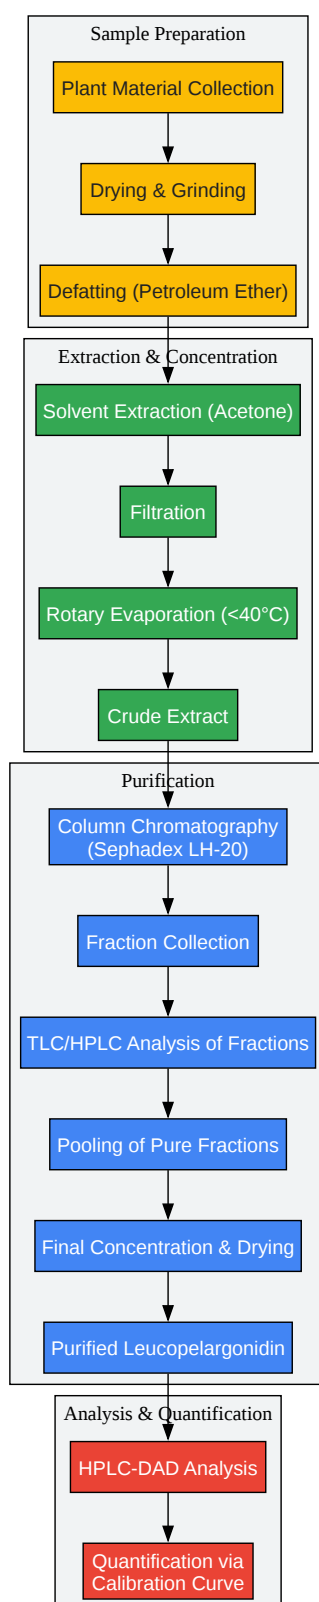 Sample Preparation
Plant Material Collection
Drying & Grinding
Defatting (Petroleum Ether)
Extraction & Concentration
Solvent Extraction (Acetone)
Filtration
Rotary Evaporation (<40°C)
Crude Extract
Purification
Column Chromatography
(Sephadex LH-20)
Fraction Collection
TLC/HPLC Analysis of Fractions
Pooling of Pure Fractions
Final Concentration & Drying
Purified Leucopelargonidin
Analysis & Quantification
HPLC-DAD Analysis
Quantification via
Calibration Curve